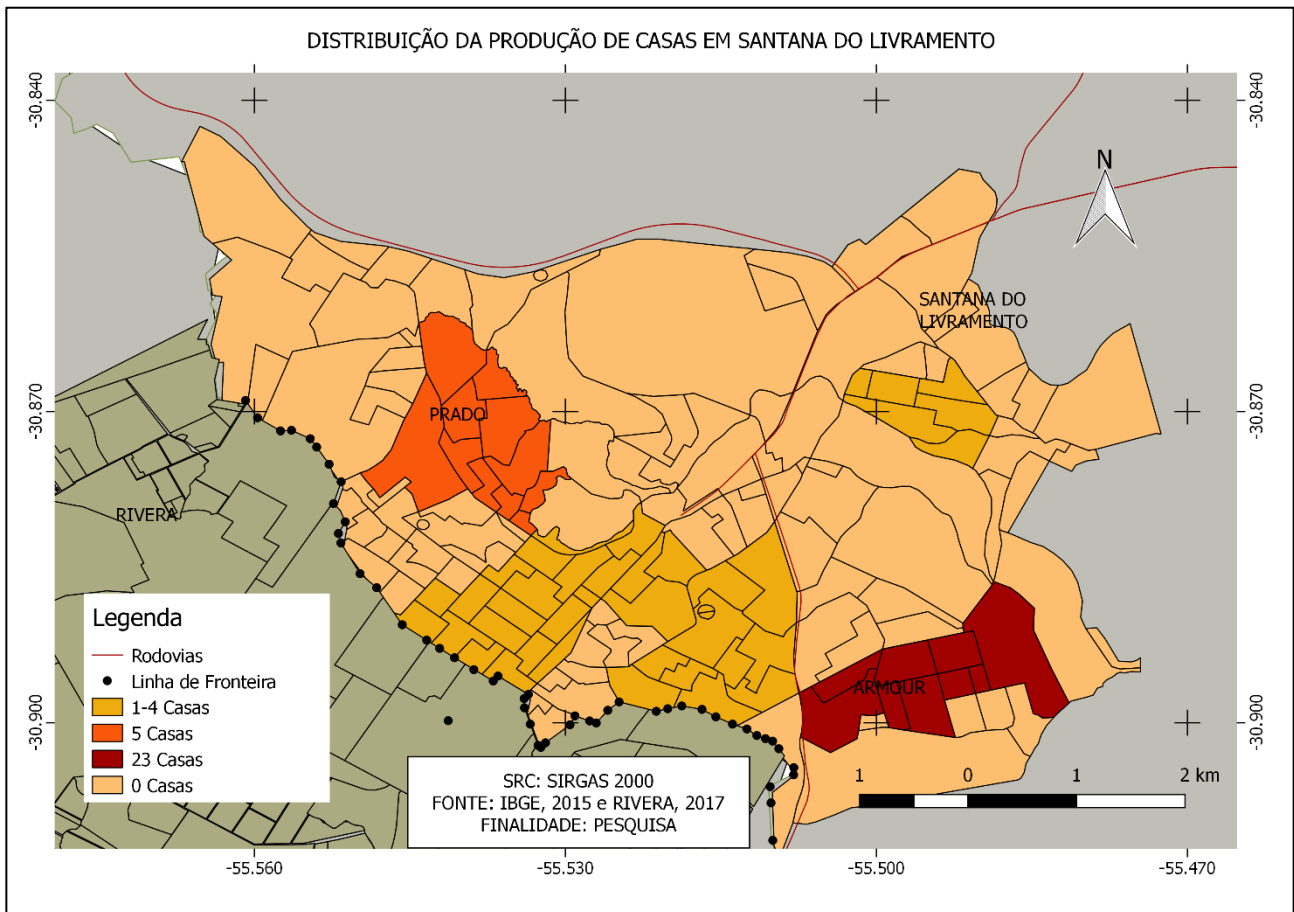 DISTRIBUIÇÃO DA PRODUÇÃO DE CASAS EM SANTANA DO LIVRAMENTO
-30.840
-30.840
N
SANTANA DO
LIVRAMENTO
-30.870
PRADO
-30.870
RIVERA
Legenda
Rodovias
Linha de Fronteira
1-4 Casas
5 Casas
23 Casas
0 Casas
ARMOUR
-30.900
-30.900
1 0 1 2 km
SRC: SIRGAS 2000
FONTE: IBGE, 2015 e RIVERA, 2017
FINALIDADE: PESQUISA
-55.560 -55.530 -55.500 -55.470